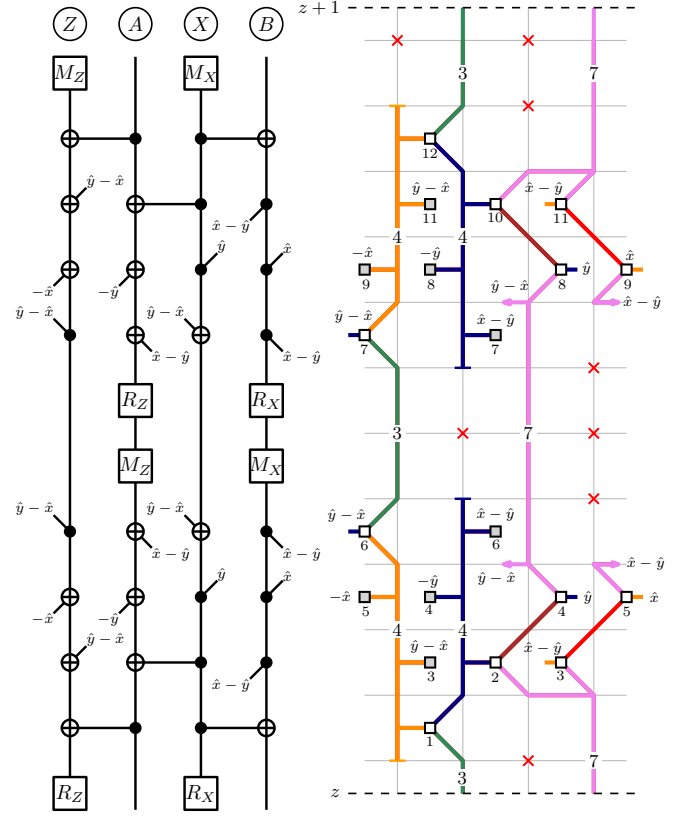 Z A X B z + 1
M_Z M_X
3 7
12
ŷ − x̂ ŷ − x̂ x̂ − ŷ
x̂ − ŷ 11 10 11
4 4
ŷ x̂ −x̂ −ŷ x̂
−x̂ −ŷ 9 8 8 ŷ 9
ŷ − x̂ ŷ − x̂ ŷ − x̂ x̂ − ŷ
ŷ − x̂ x̂ − ŷ
x̂ − ŷ x̂ − ŷ 7 7
R_Z R_X
3 7
M_Z M_X
ŷ − x̂ ŷ − x̂ ŷ − x̂ x̂ − ŷ
x̂ − ŷ x̂ − ŷ 6 6
ŷ x̂ ŷ − x̂ x̂ − ŷ
−x̂ −ŷ −x̂ −ŷ ŷ x̂
5 4 4 5
4 4
ŷ − x̂ ŷ − x̂ x̂ − ŷ
x̂ − ŷ 3 2 3
1
7
3
R_Z R_X z